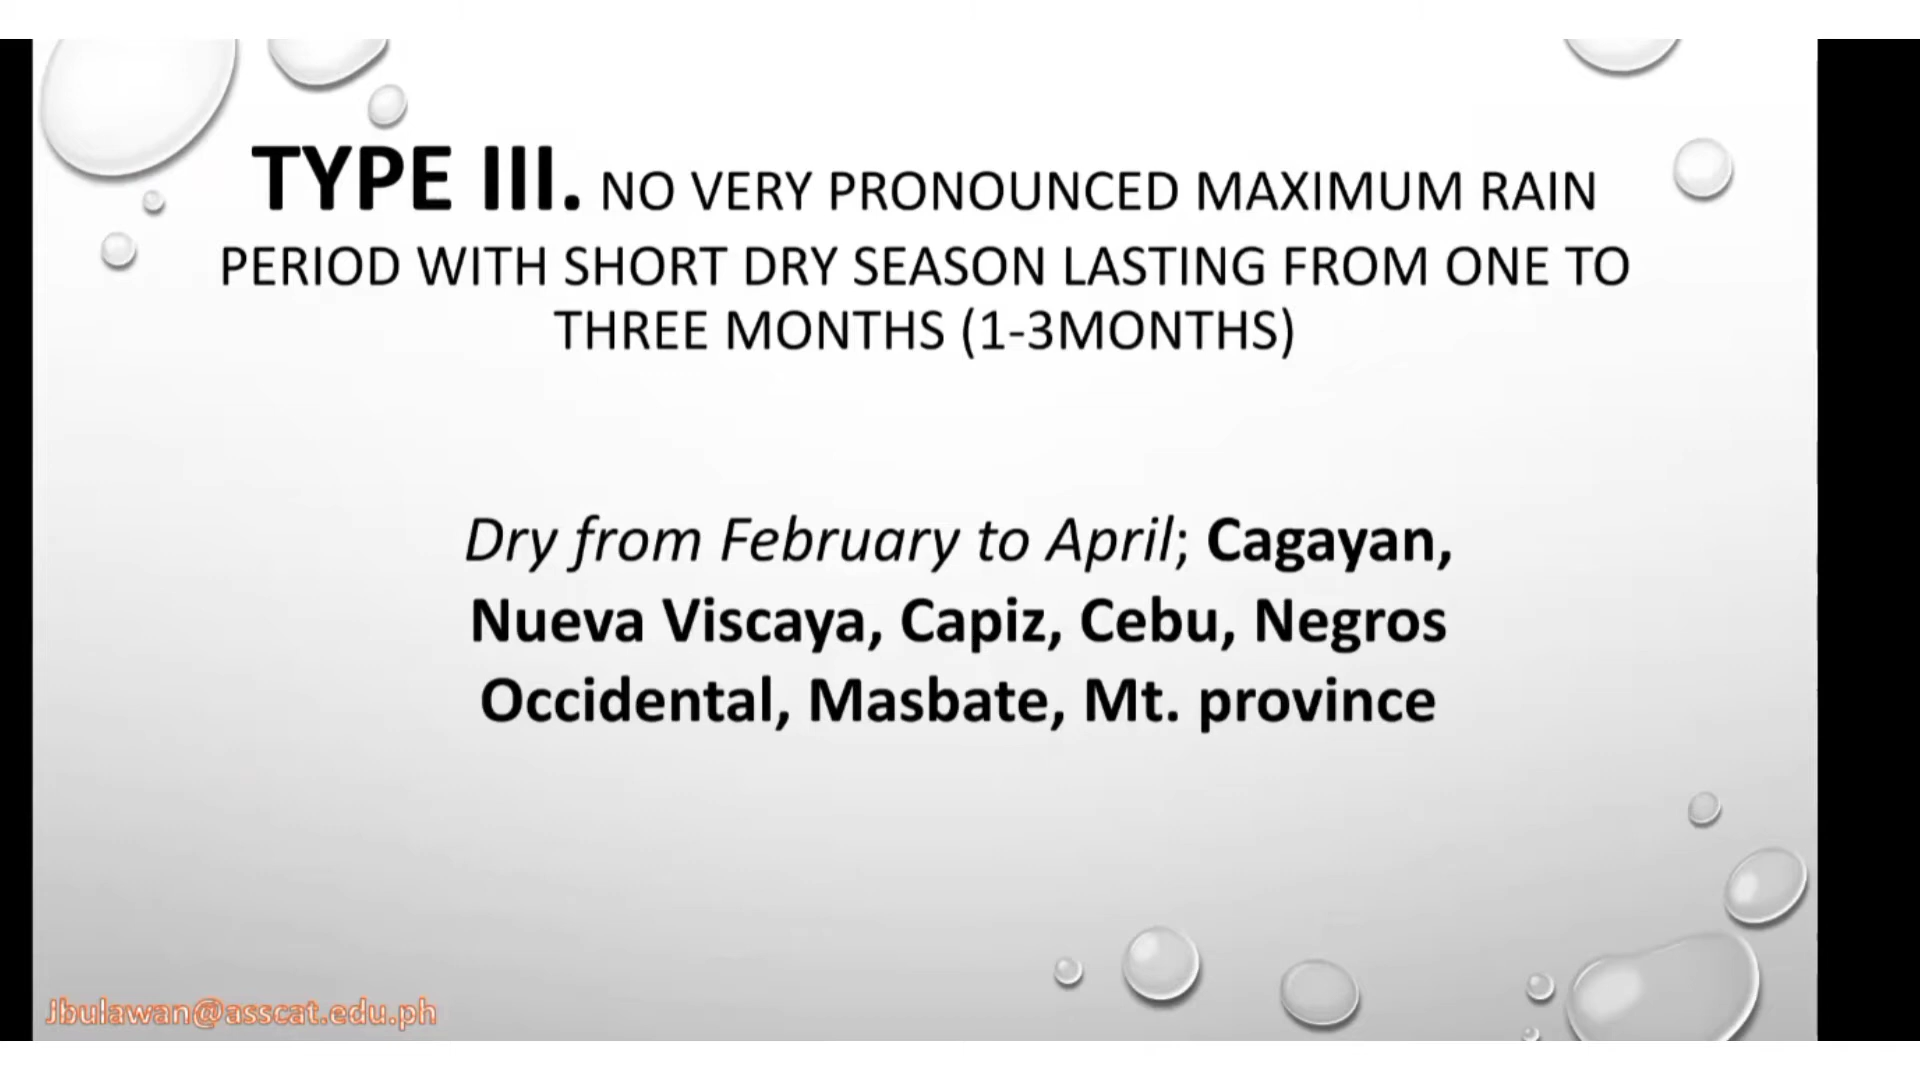 TYPE III. NO VERY PRONOUNCED MAXIMUM RAIN
PERIOD WITH SHORT DRY SEASON LASTING FROM ONE TO
THREE MONTHS (1-3MONTHS)
Dry from February to April; Cagayan,
Nueva Viscaya, Capiz, Cebu, Negros
Occidental, Masbate, Mt. province
Jbulawan@asscat.edu.ph